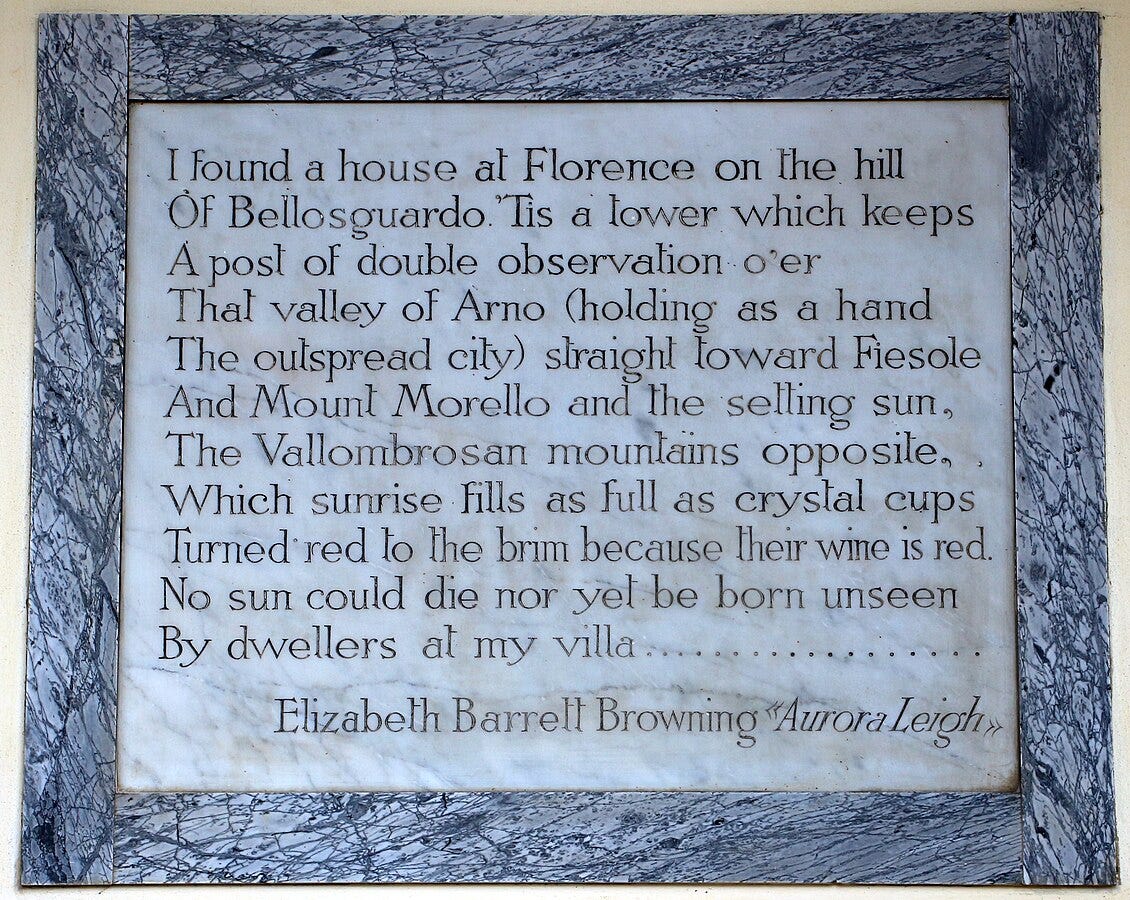 I found a house at Florence on the hill
Of Bellosguardo. 'Tis a tower which keeps
A post of double observation o'er
That valley of Arno (holding as a hand
The outspread city) straight toward Fiesole
And Mount Morello and the setting sun,
The Vallombrosan mountains opposite,
Which sunrise fills as full as crystal cups
Turned red to the brim because their wine is red.
No sun could die nor yet be born unseen
By dwellers at my villa...................
Elizabeth Barrett Browning «Aurora Leigh»